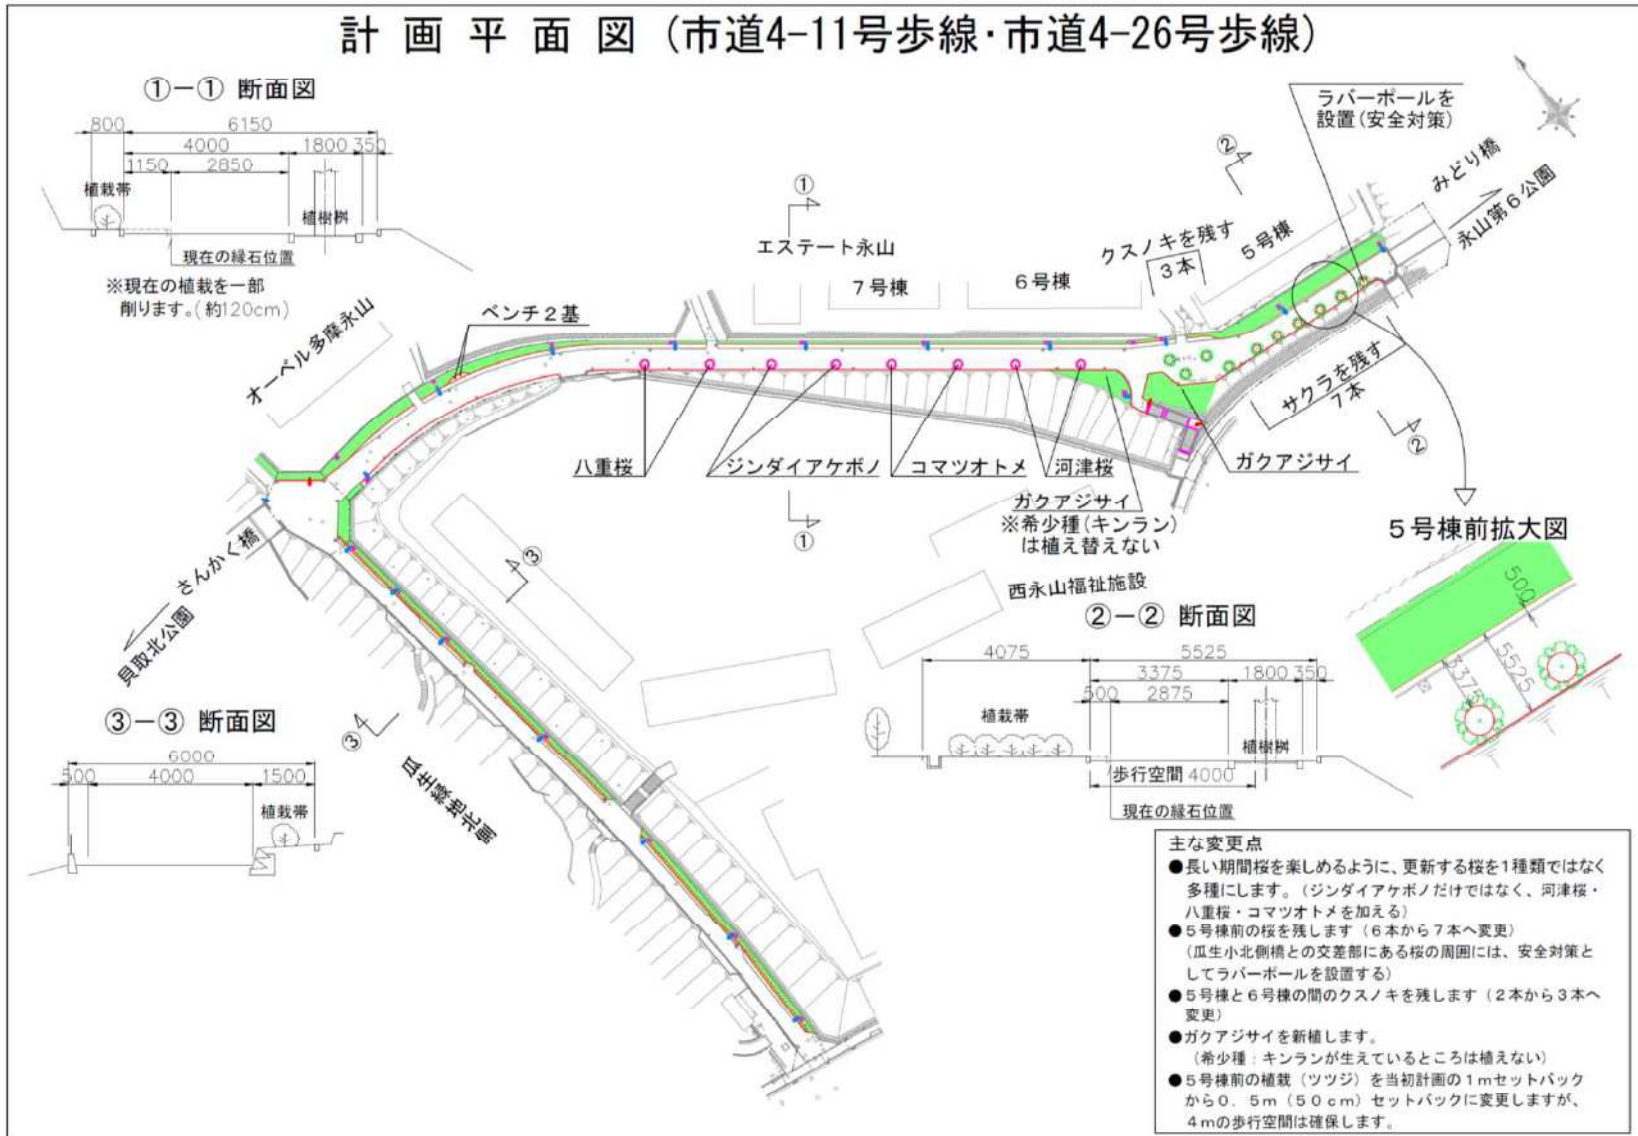 計画平面図（市道4-11号歩線・市道4-26号歩線）
①－① 断面図
800
6150
4000
1800
350
1150
2850
植栽帯
植樹桝
現在の縁石位置
※現在の植栽を一部
削ります。(約120cm)
オーベル多摩永山
ベンチ２基
①
エステート永山
７号棟
６号棟
クスノキを残す
３本
５号棟
②
ラバーポールを
設置(安全対策)
みどり橋
永山第６公園
サクラを残す
７本
②
八重桜
ジンダイアケボノ
コマツオトメ
河津桜
ガクアジサイ
ガクアジサイ
※希少種(キンラン)
は植え替えない
①
５号棟前拡大図
500
5525
3375
さんかく橋
貝取北公園
③
③
瓜生緑地北側
西永山福祉施設
②－② 断面図
4075
5525
3375
1800
350
500
2875
植栽帯
植樹桝
歩行空間 4000
現在の縁石位置
③－③ 断面図
6000
500
4000
1500
植栽帯
主な変更点
●長い期間桜を楽しめるように、更新する桜を1種類ではなく
多種にします。（ジンダイアケボノだけではなく、河津桜・
八重桜・コマツオトメを加える）
●５号棟前の桜を残します（６本から７本へ変更）
（瓜生小北側橋との交差部にある桜の周囲には、安全対策と
してラバーポールを設置する）
●５号棟と６号棟の間のクスノキを残します（２本から３本へ
変更）
●ガクアジサイを新植します。
（希少種：キンランが生えているところは植えない）
●５号棟前の植栽（ツツジ）を当初計画の１ｍセットバック
から０．５ｍ（５０ｃｍ）セットバックに変更しますが、
４ｍの歩行空間は確保します。